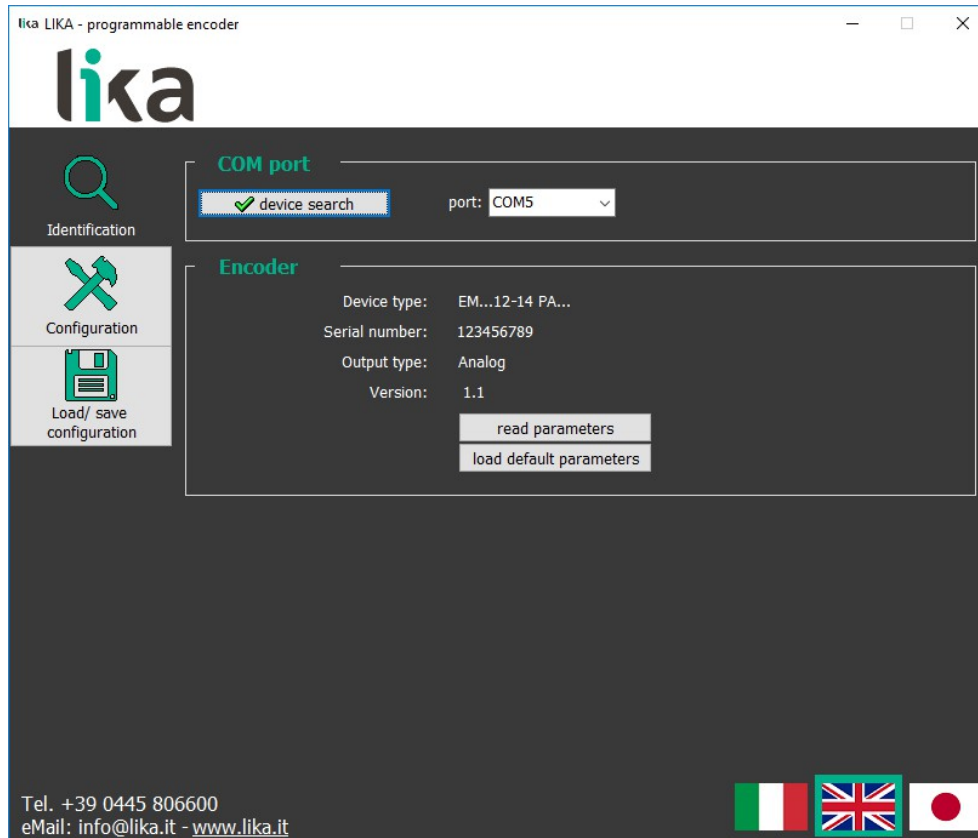 lika LIKA - programmable encoder
lika
Identification
Configuration
Load/ save
configuration
COM port
device search
port: COM5
Encoder
Device type: EM...12-14 PA...
Serial number: 123456789
Output type: Analog
Version: 1.1
read parameters
load default parameters
Tel. +39 0445 806600
eMail: info@lika.it - www.lika.it